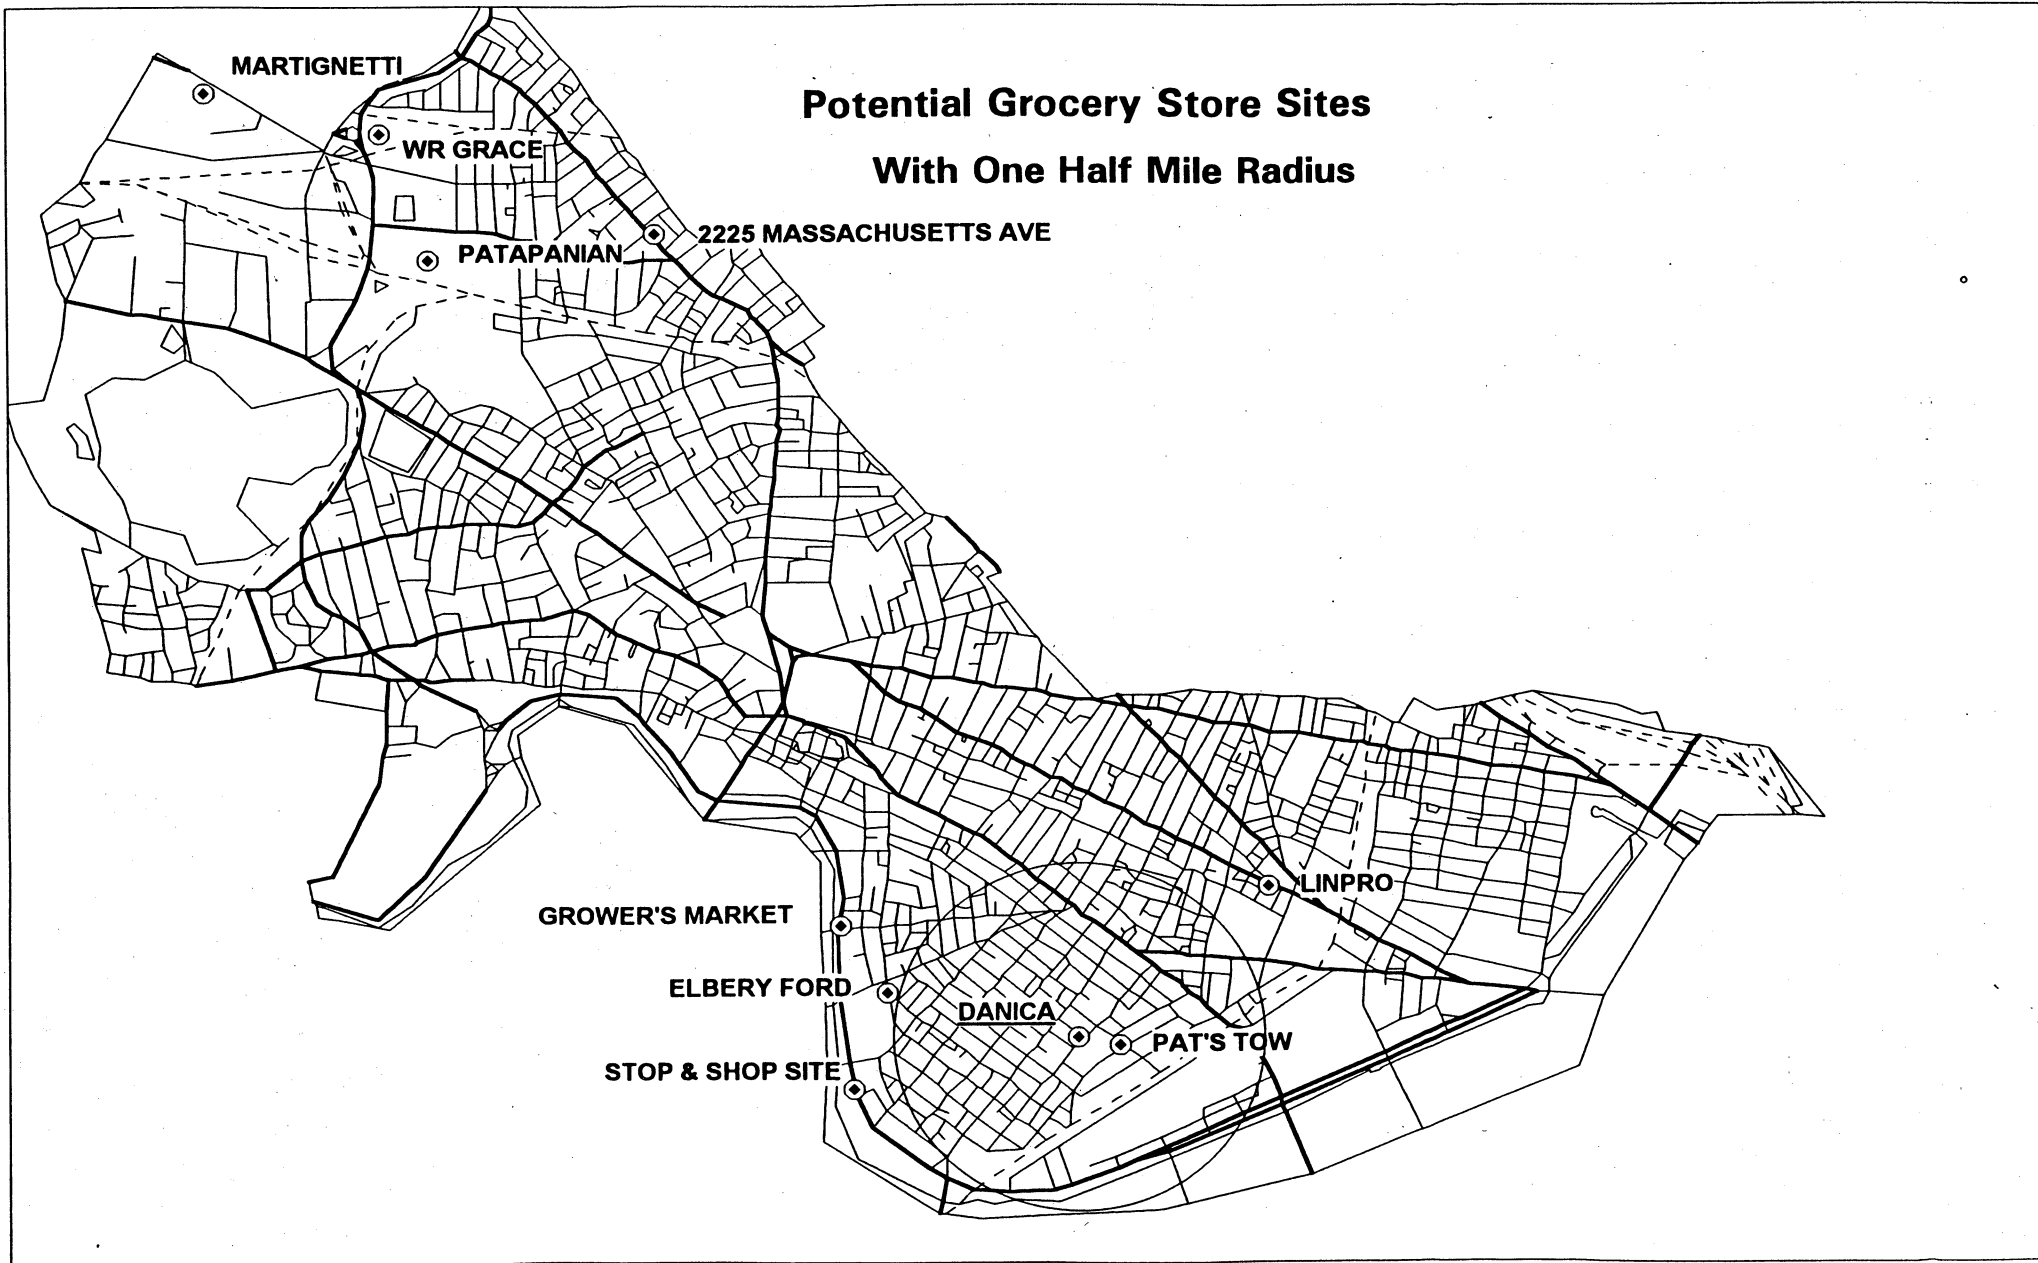 MARTIGNETTI
Potential Grocery Store Sites
WR GRACE
With One Half Mile Radius
2225 MASSACHUSETTS AVE
PATAPANIAN
LINPRO
GROWER'S MARKET
ELBERY FORD
DANICA
PAT'S TOW
STOP & SHOP SITE